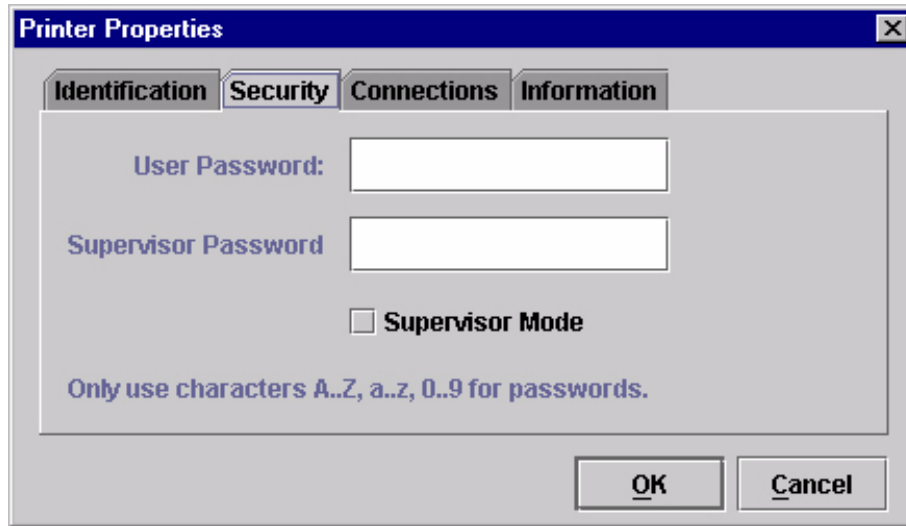 Printer Properties
Identification Security Connections Information
User Password:
Supervisor Password
Supervisor Mode
Only use characters A..Z, a..z, 0..9 for passwords.
OK Cancel